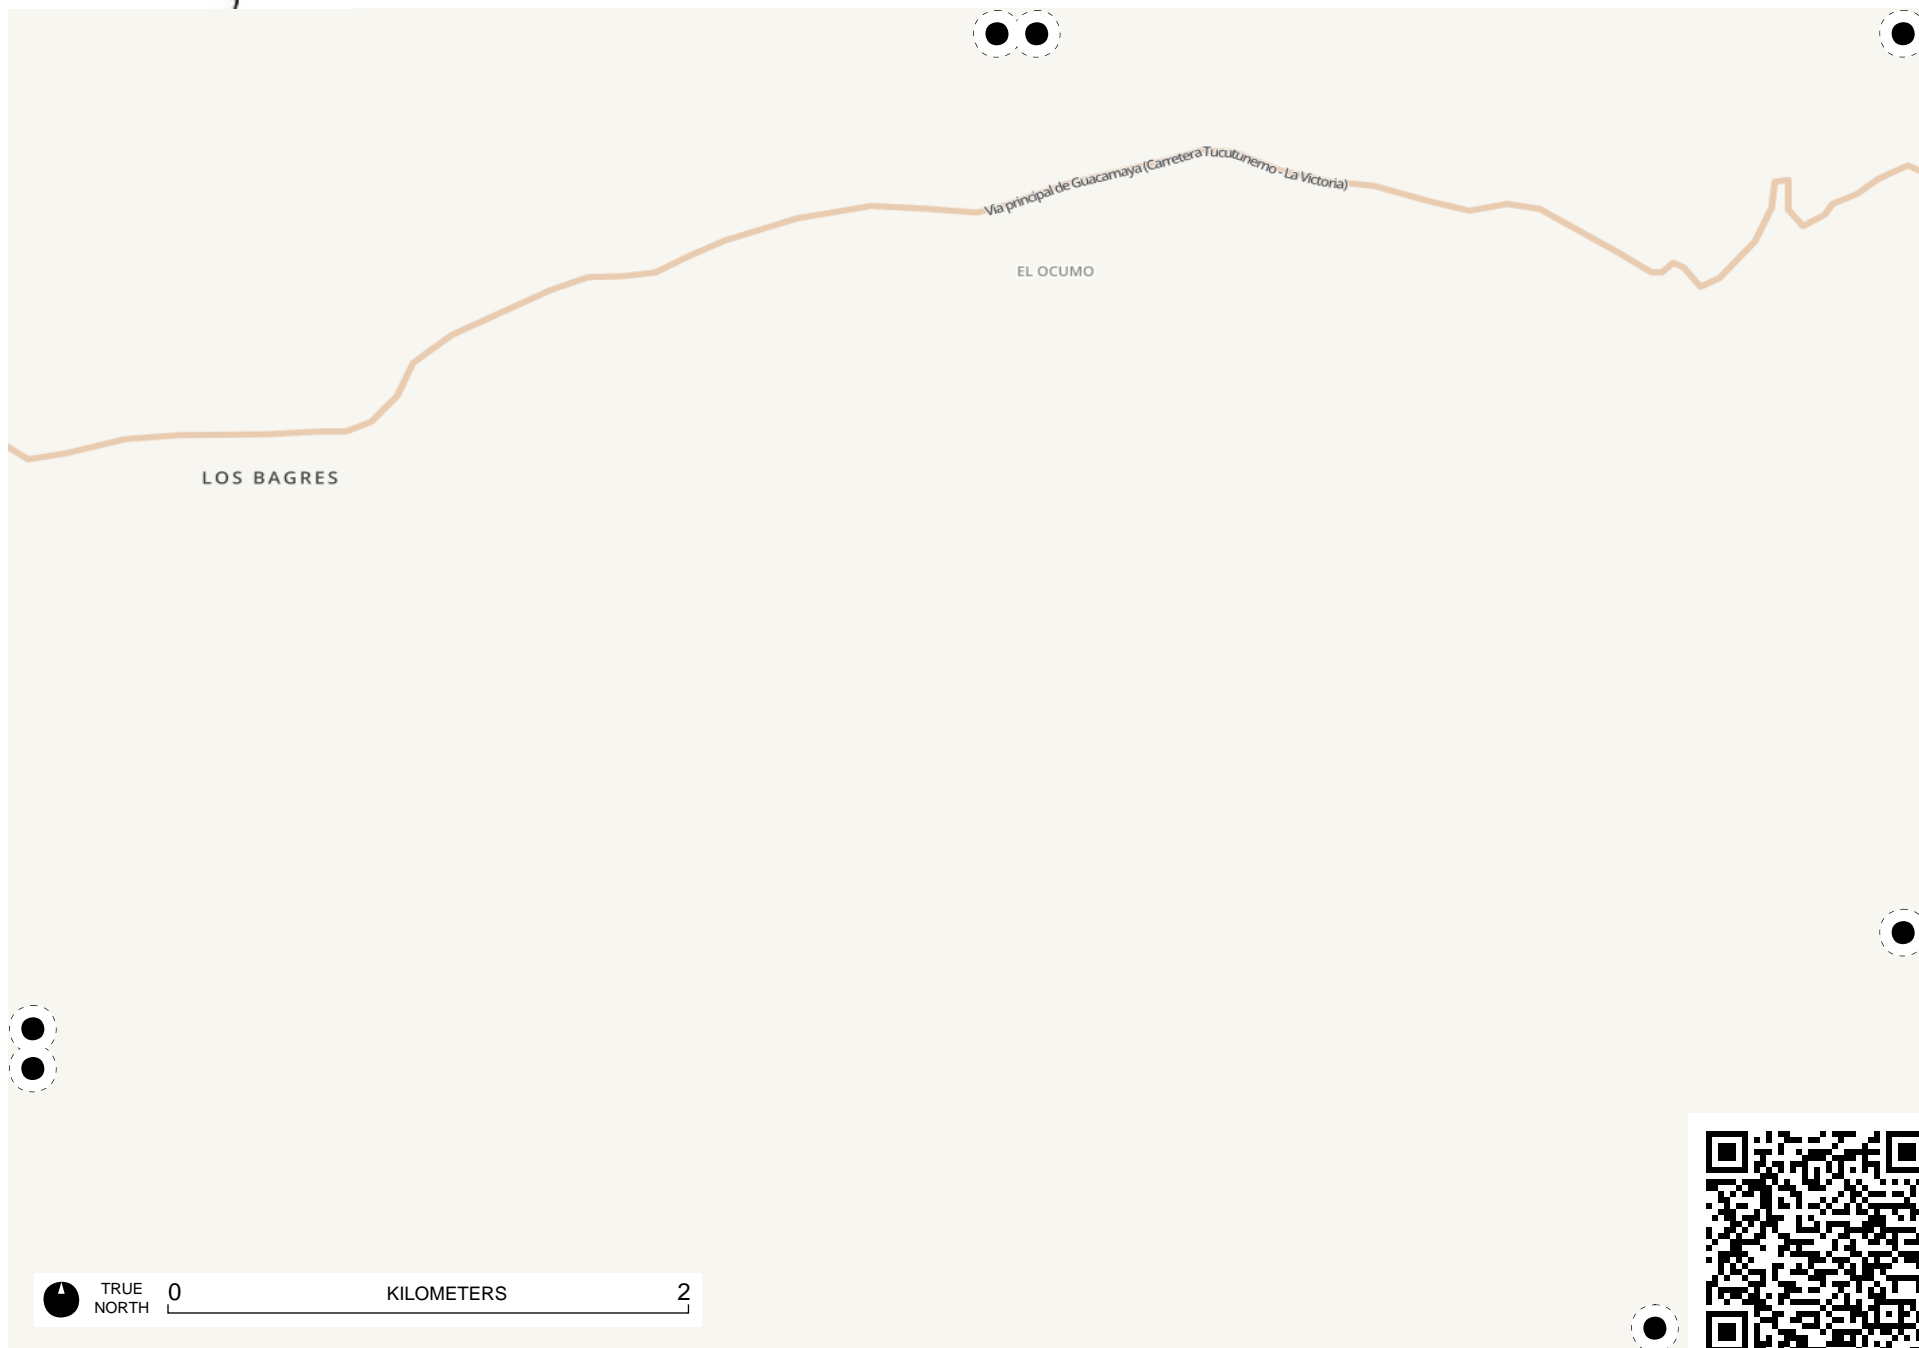 Via principal de Guacamaya (Carretera Tucutunemo - La Victoria)
EL OCUMO
LOS BAGRES
TRUE
NORTH
0 KILOMETERS 2